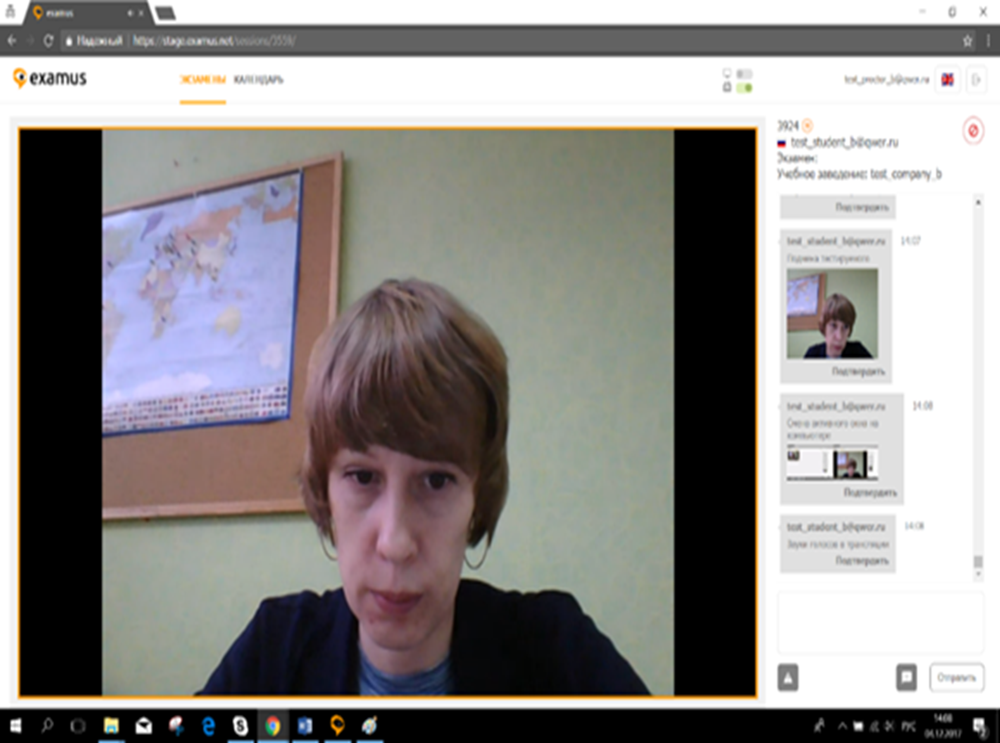 examus
Надежный https://stage.examus.net/sessions/3559/
examus
ЭКЗАМЕНЫ КАЛЕНДАРЬ
test_proctor_b@qwer.ru
3924
test_student_b@qwer.ru
Экзамен:
Учебное заведение: test_company_b
Подтвердить
test_student_b@qwer.ru 14:07
Подмена тестируемого
Подтвердить
test_student_b@qwer.ru 14:08
Смена активного окна на
компьютере
Подтвердить
test_student_b@qwer.ru 14:08
Звуки голосов в трансляции
Подтвердить
Отправить
14:08
РУС
04.12.2017